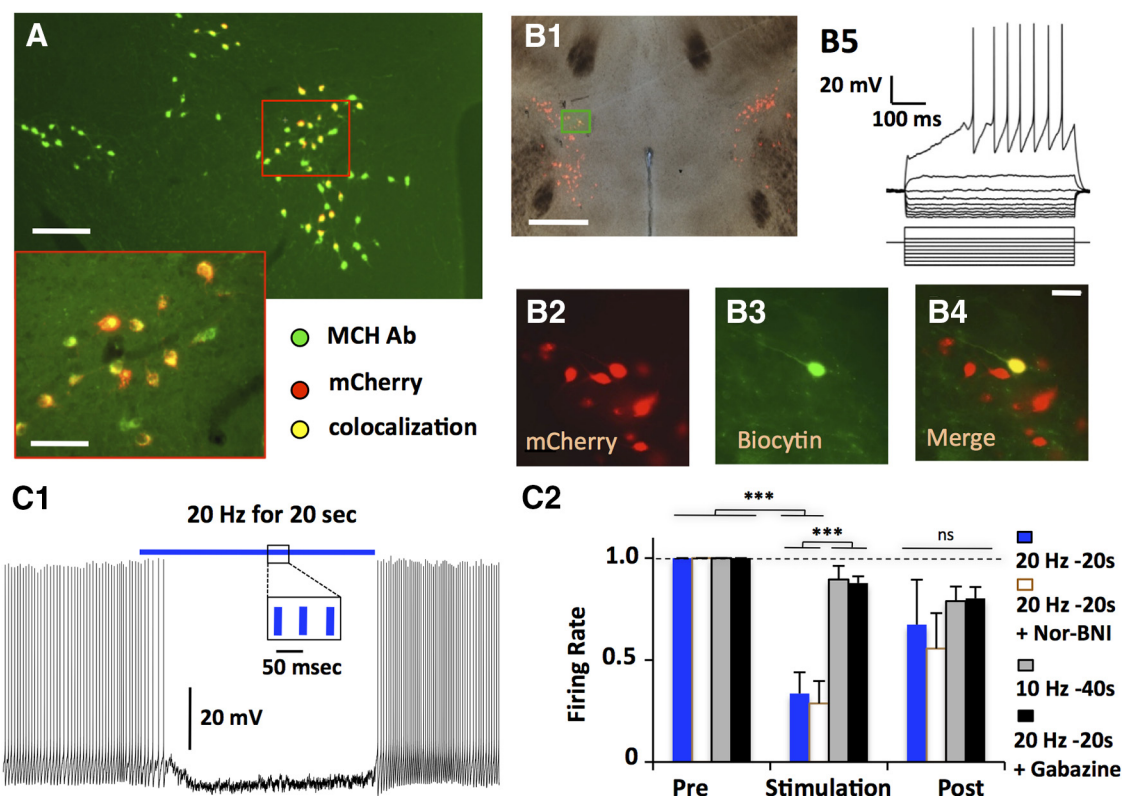 A
MCH Ab
mCherry
colocalization
B1
B5
20 mV
100 ms
B2
mCherry
B3
Biocytin
B4
Merge
C1
20 Hz for 20 sec
50 msec
20 mV
C2
***
***
ns
1.0
0.5
0
Firing Rate
Pre
Stimulation
Post
20 Hz -20s
20 Hz -20s
+ Nor-BNI
10 Hz -40s
20 Hz -20s
+ Gabazine